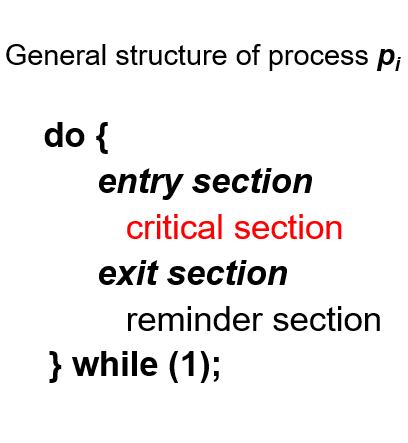 General structure of process pi
do {
entry section
critical section
exit section
reminder section
} while (1);